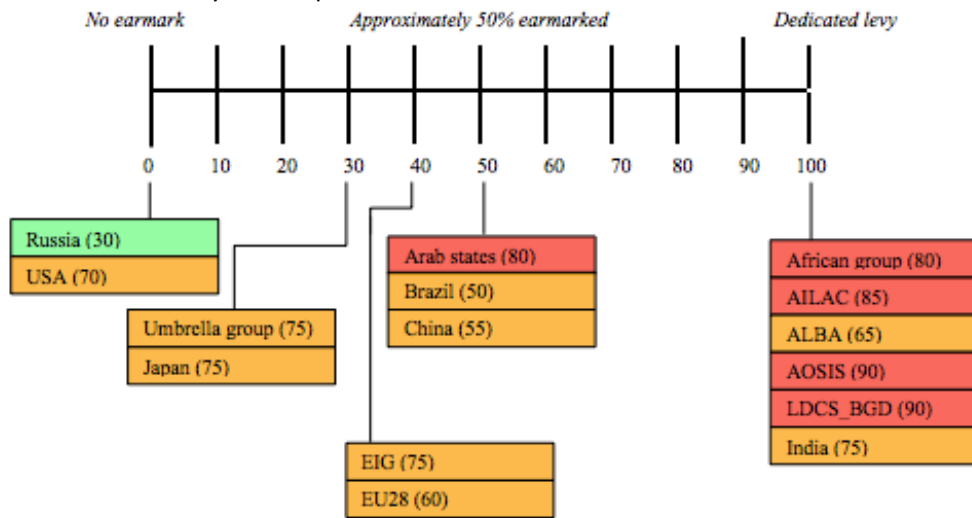 No earmark Approximately 50% earmarked Dedicated levy
0 10 20 30 40 50 60 70 80 90 100
Russia (30)
USA (70)
Umbrella group (75)
Japan (75)
EIG (75)
EU28 (60)
Arab states (80)
Brazil (50)
China (55)
African group (80)
AILAC (85)
ALBA (65)
AOSIS (90)
LDCS_BGD (90)
India (75)